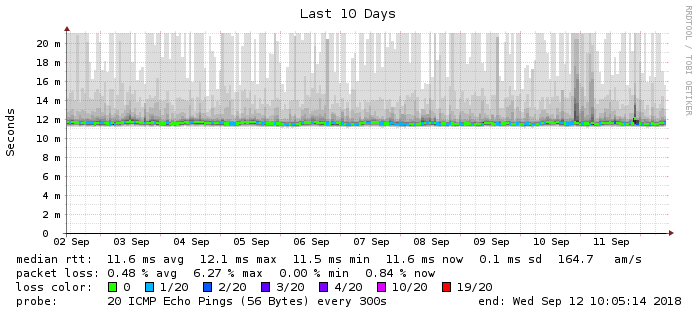 Last 10 Days
RRDTOOL / TOBI OETIKER
Seconds
20 m
18 m
16 m
14 m
12 m
10 m
8 m
6 m
4 m
2 m
0
02 Sep 03 Sep 04 Sep 05 Sep 06 Sep 07 Sep 08 Sep 09 Sep 10 Sep 11 Sep
median rtt: 11.6 ms avg 12.1 ms max 11.5 ms min 11.6 ms now 0.1 ms sd 164.7 am/s
packet loss: 0.48 % avg 6.27 % max 0.00 % min 0.84 % now
loss color: 0 1/20 2/20 3/20 4/20 10/20 19/20
probe: 20 ICMP Echo Pings (56 Bytes) every 300s end: Wed Sep 12 10:05:14 2018